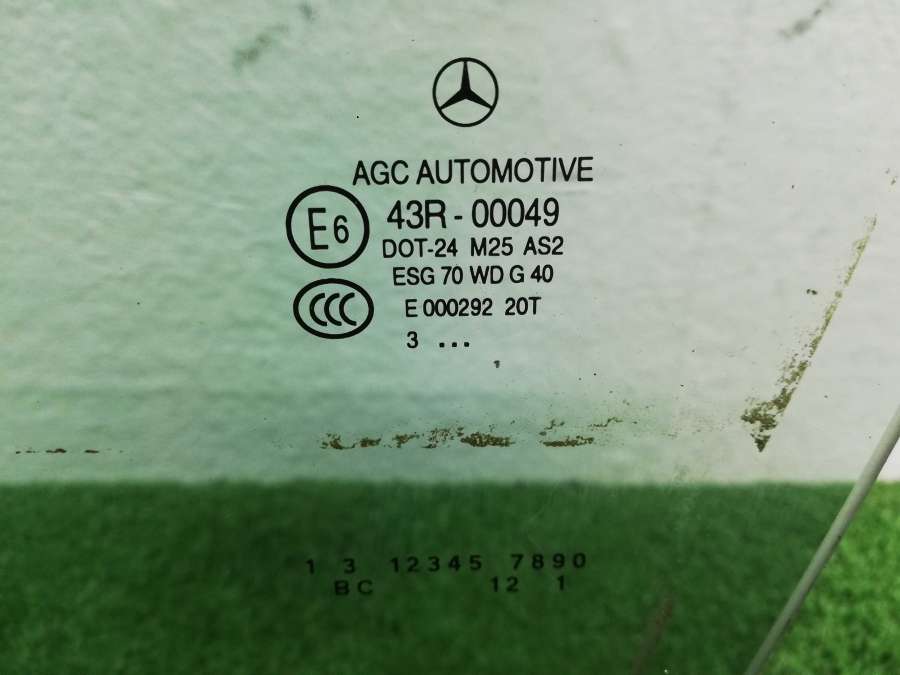 AGC AUTOMOTIVE
E6 43R - 00049
DOT-24 M25 AS2
ESG 70 WD G 40
CCC E 000292 20T
3 ...
1 3 12345 7890
BC 12 1